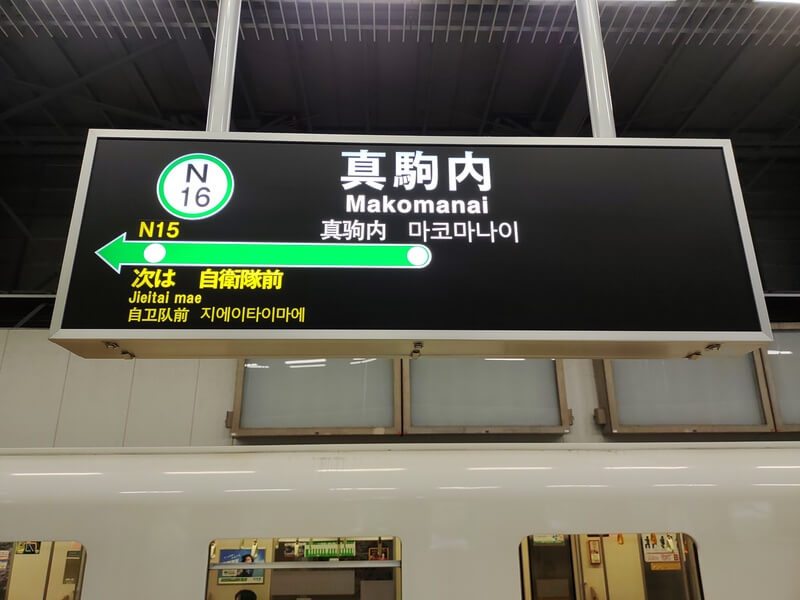 N
16
真駒内
Makomanai
真驹内 마코마나이
N15
次は 自衛隊前
Jieitai mae
自卫队前 지에이타이마에